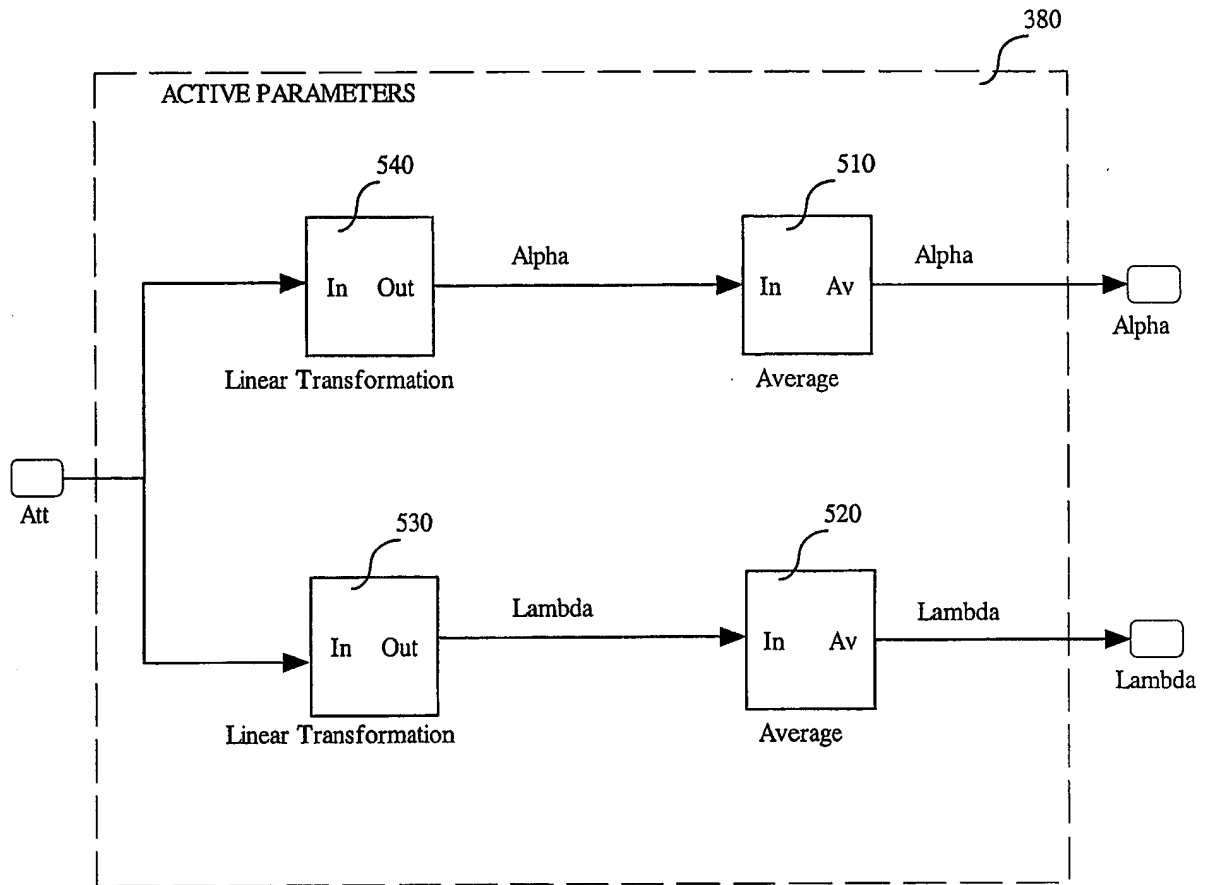 380
ACTIVE PARAMETERS
540
510
In Out
Alpha
In Av
Alpha
Alpha
Linear Transformation
Average
Att
530
520
In Out
Lambda
In Av
Lambda
Lambda
Linear Transformation
Average